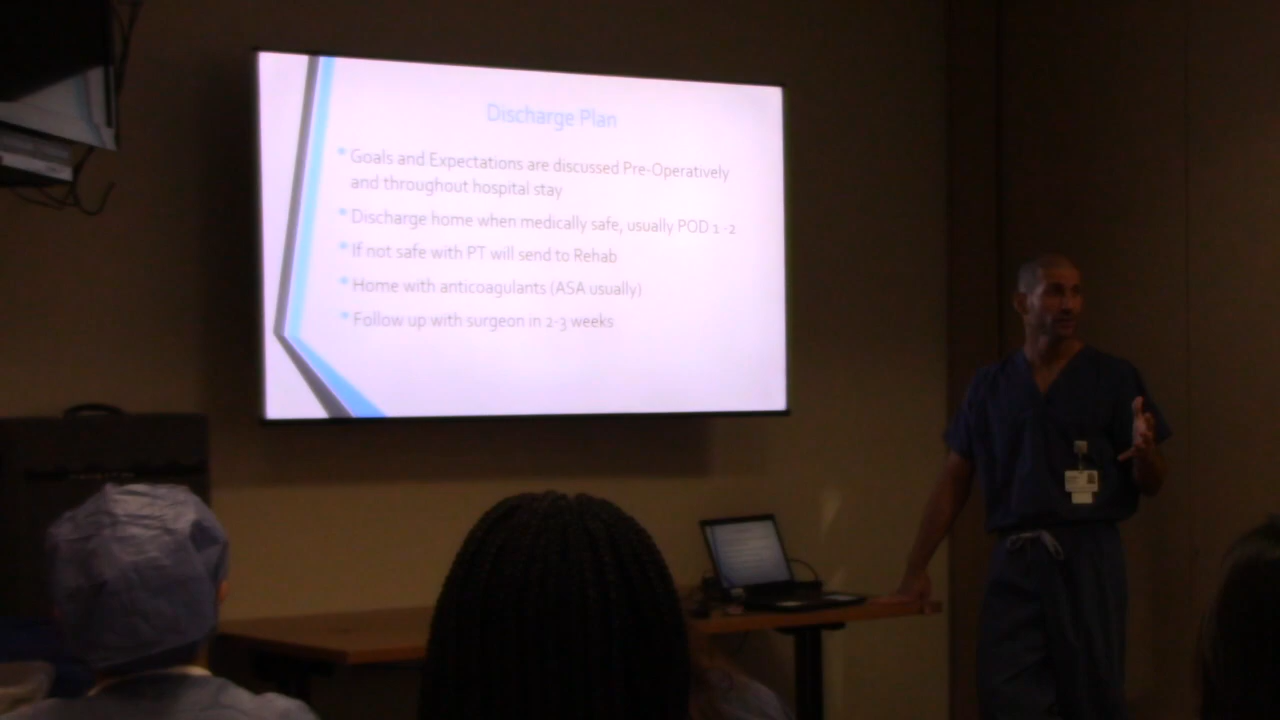 Discharge Plan
Goals and Expectations are discussed Pre-Operatively
and throughout hospital stay
Discharge home when medically safe, usually POD 1 -2
If not safe with PT will send to Rehab
Home with anticoagulants (ASA usually)
Follow up with surgeon in 2-3 weeks